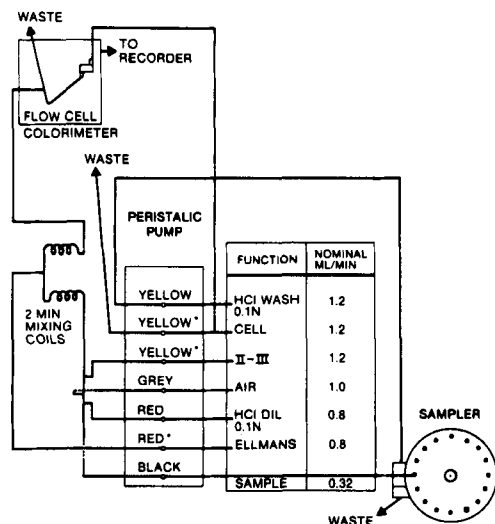 WASTE
TO
RECORDER
FLOW CELL
COLORIMETER
WASTE
PERISTALIC
PUMP
2 MIN
MIXING
COILS
FUNCTION NOMINAL
ML/MIN
YELLOW HCl WASH 1.2
0.1N
YELLOW* CELL 1.2
YELLOW* II-III 1.2
GREY AIR 1.0
RED HCl DIL 0.8
0.1N
RED* ELLMANS 0.8
BLACK SAMPLE 0.32
SAMPLER
WASTE